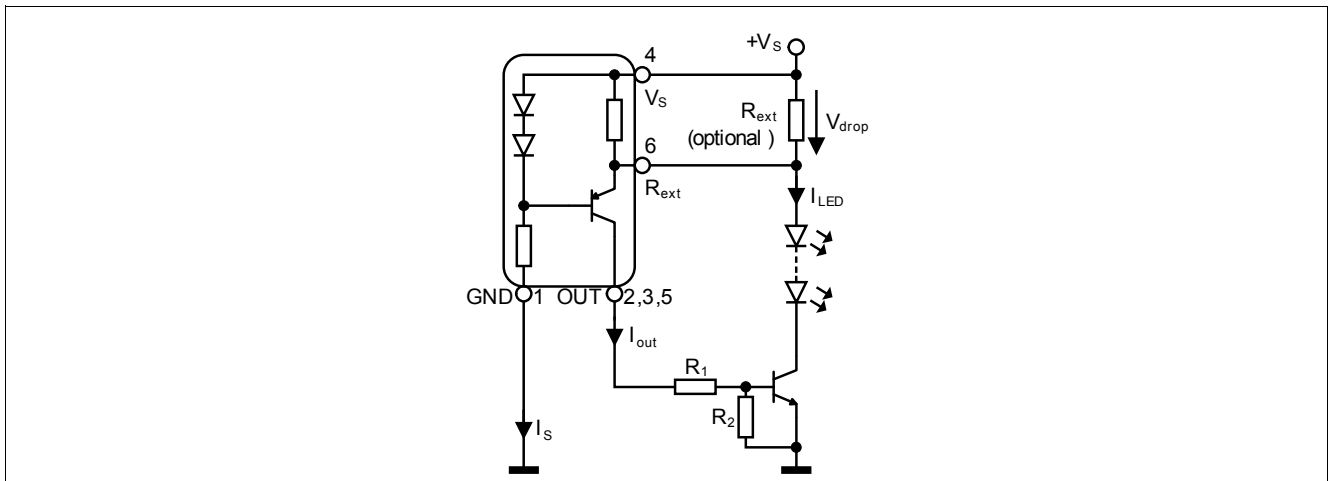 +VS
4
VS
Rext
(optional )
Vdrop
6
Rext
ILED
GND 1 OUT 2,3,5
Iout
R1
R2
IS